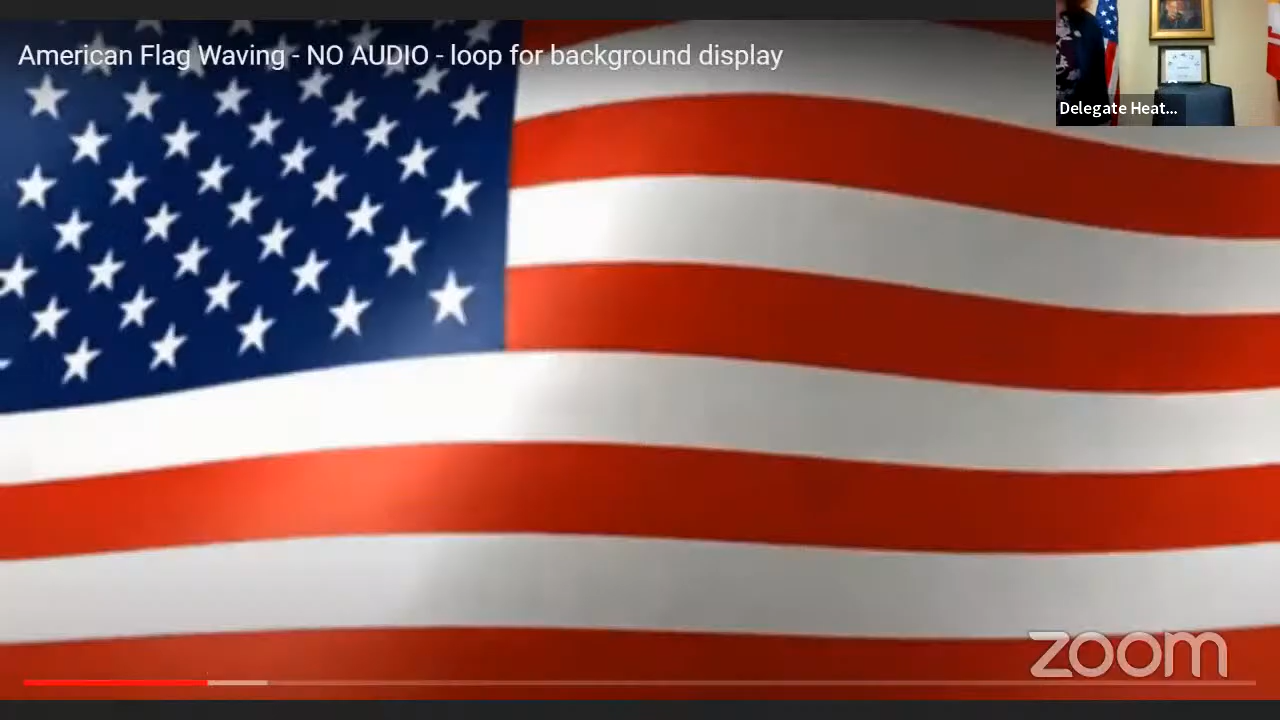 American Flag Waving - NO AUDIO - loop for background display
Delegate Heat...
zoom